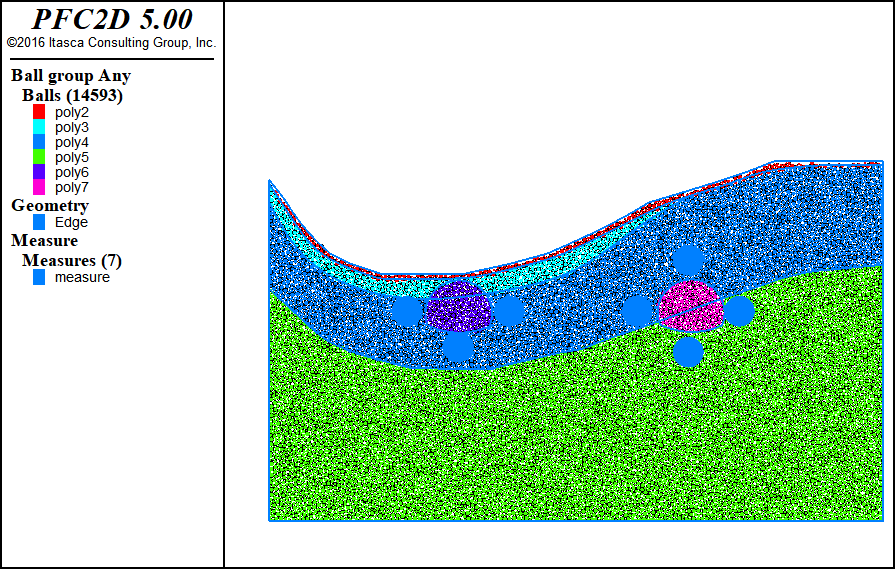 PFC2D 5.00
©2016 Itasca Consulting Group, Inc.
Ball group Any
Balls (14593)
poly2
poly3
poly4
poly5
poly6
poly7
Geometry
Edge
Measure
Measures (7)
measure